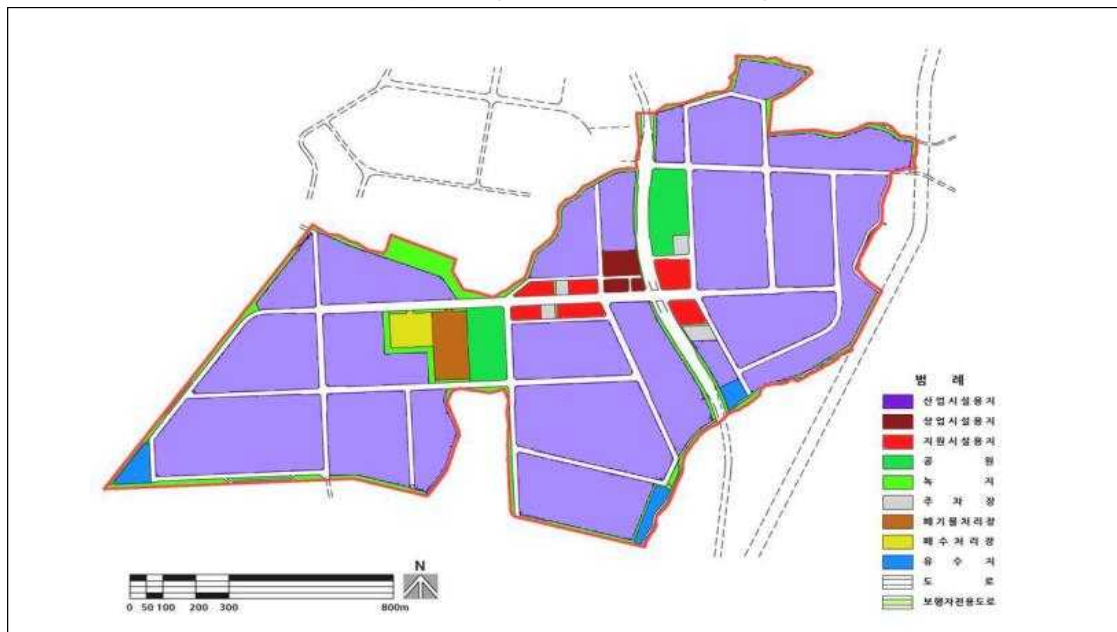 범 례
산업시설용지
상업시설용지
지원시설용지
공 원
녹 지
주 차 장
폐기물처리장
폐수처리장
유 수 지
도 로
보행자전용도로
N
0 50 100 200 300 800m